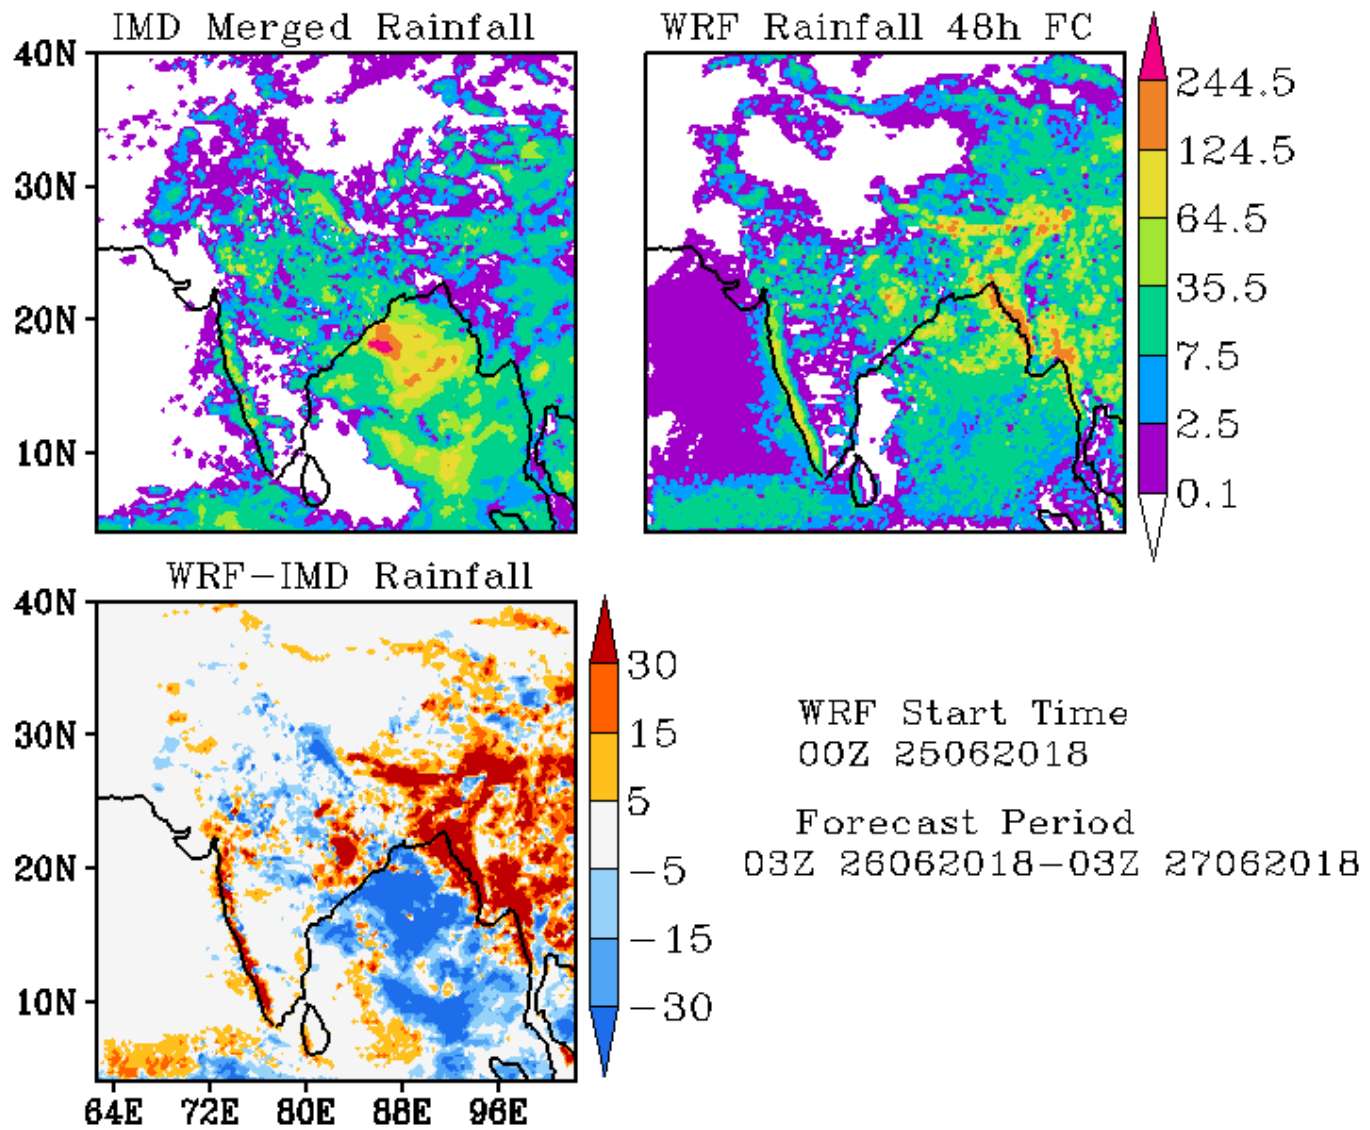 IMD Merged Rainfall
WRF Rainfall 48h FC
40N
30N
20N
10N
244.5
124.5
64.5
35.5
7.5
2.5
0.1
WRF-IMD Rainfall
40N
30N
20N
10N
64E 72E 80E 88E 96E
30
15
5
-5
-15
-30
WRF Start Time
00Z 25062018
Forecast Period
03Z 26062018-03Z 27062018